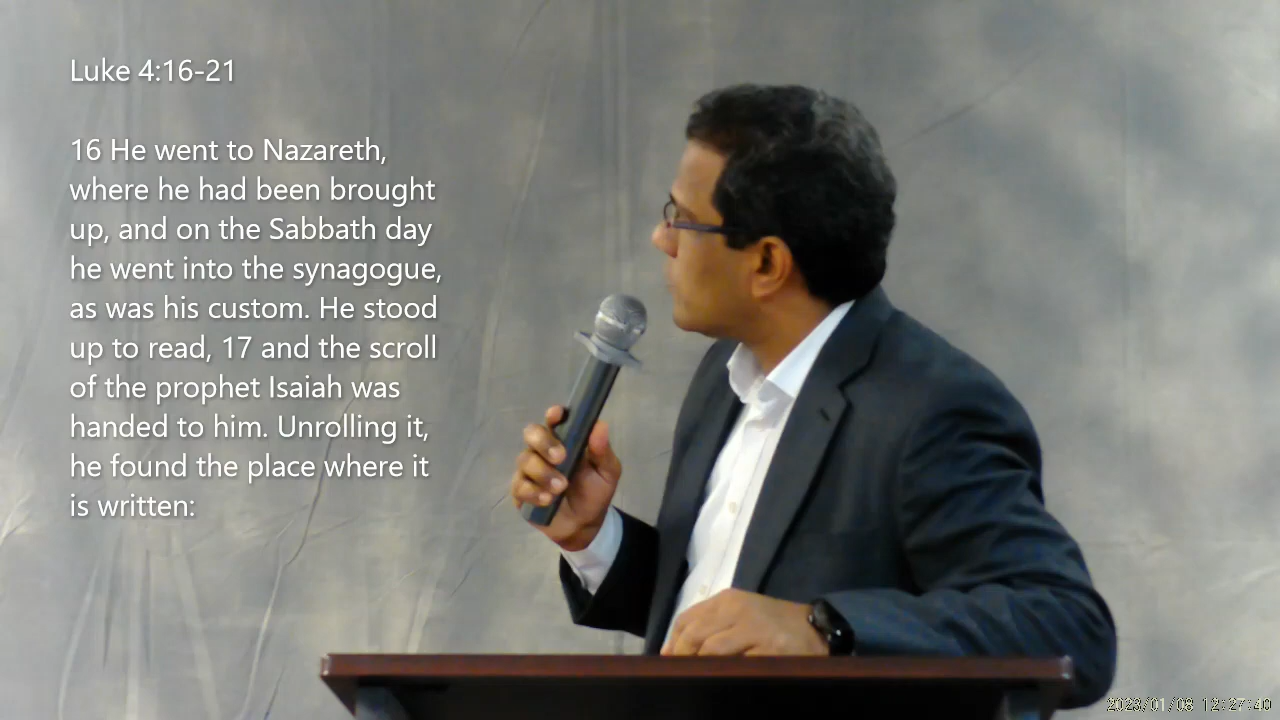 Luke 4:16-21
16 He went to Nazareth,
where he had been brought
up, and on the Sabbath day
he went into the synagogue,
as was his custom. He stood
up to read, 17 and the scroll
of the prophet Isaiah was
handed to him. Unrolling it,
he found the place where it
is written:
2023/01/08 12:27:40